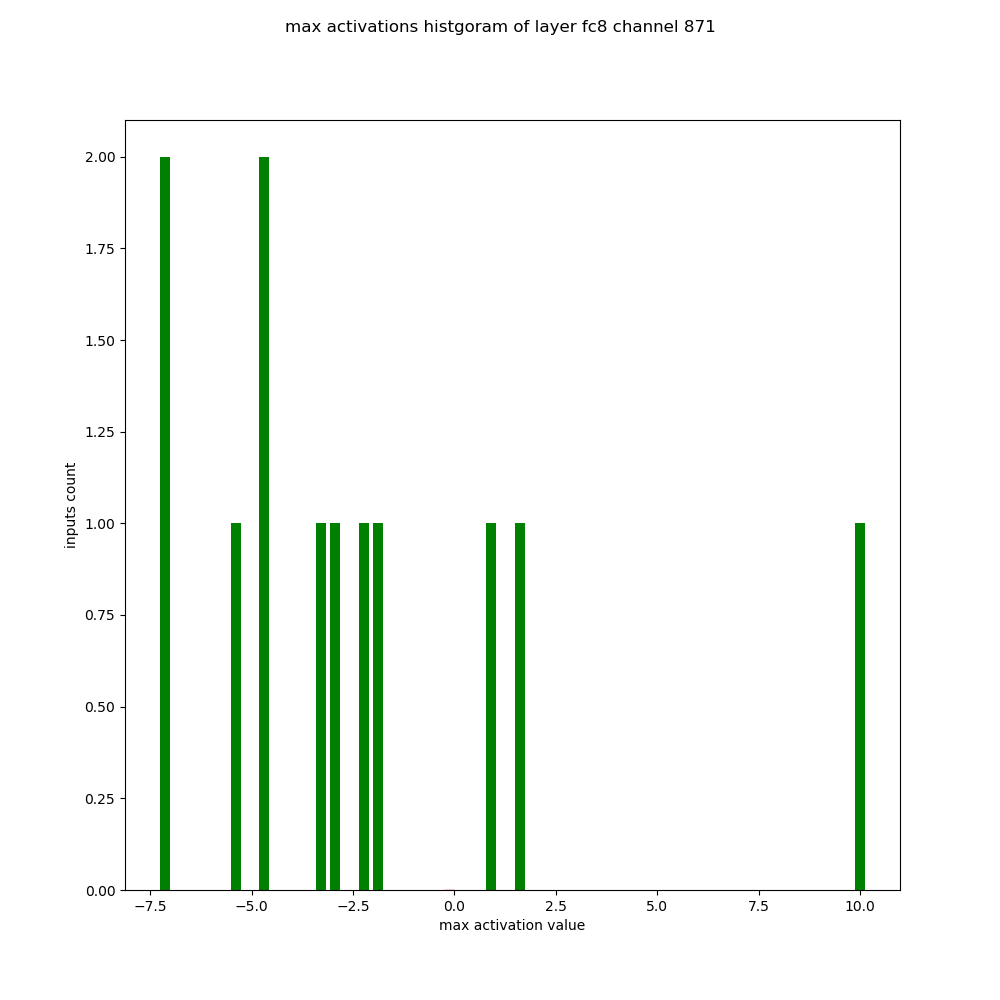 max activations histgoram of layer fc8 channel 871
2.00
1.75
1.50
1.25
1.00
0.75
0.50
0.25
0.00
inputs count
−7.5 −5.0 −2.5 0.0 2.5 5.0 7.5 10.0
max activation value